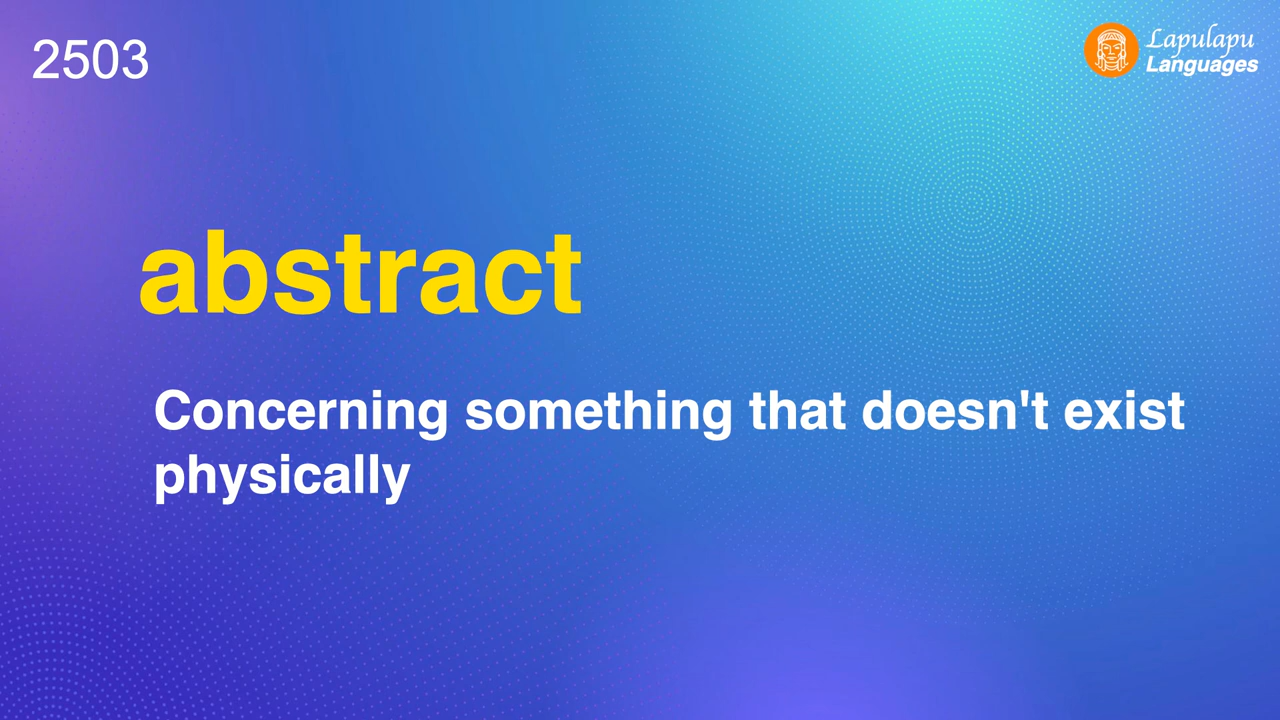 2503
Lapulapu
Languages
abstract
Concerning something that doesn't exist
physically